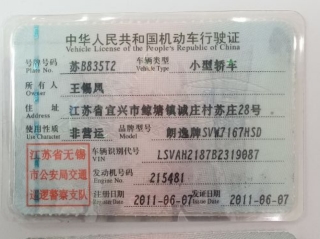 中华人民共和国机动车行驶证
Vehicle License of the People's Republic of China
号牌号码 苏B835T2 车辆类型 小型轿车
Plate No. Vehicle Type
所有人 王锡凤
Owner
住址 江苏省宜兴市鲸塘镇诚庄村苏庄28号
Address
使用性质 非营运 品牌型号 朗逸牌SVW7167HSD
Use Character Model
江苏省无锡
市公安局交通
巡逻警察支队
车辆识别代号 LSVAH2187B2319087
VIN
发动机号码 215481
Engine No.
注册日期 2011-06-07 发证日期 2011-06-07
Register Date Issue Date